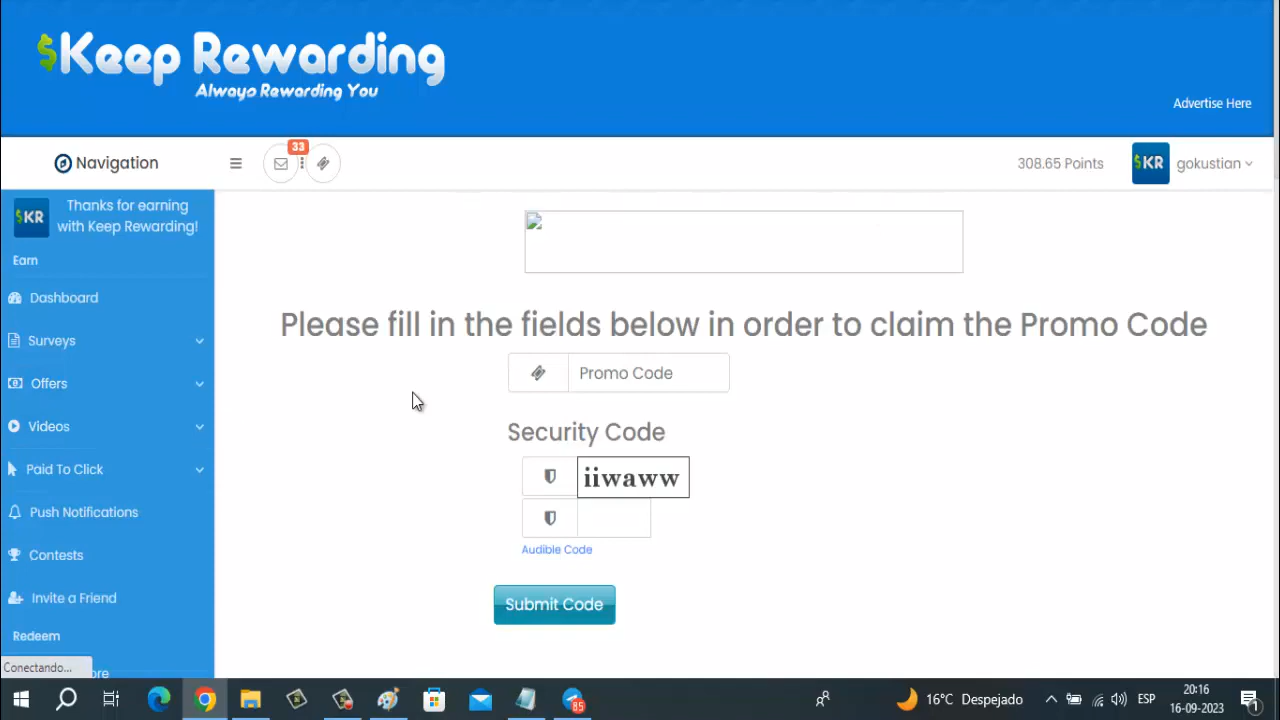 $Keep Rewarding
Always Rewarding You
Advertise Here
Navigation
33
308.65 Points
$KR
gokustian
$KR
Thanks for earning
with Keep Rewarding!
Earn
Dashboard
Surveys
Offers
Videos
Paid To Click
Push Notifications
Contests
Invite a Friend
Redeem
Please fill in the fields below in order to claim the Promo Code
Promo Code
Security Code
iiwaww
Audible Code
Submit Code
Conectando...
85
16°C Despejado
ESP
20:16
16-09-2023
1